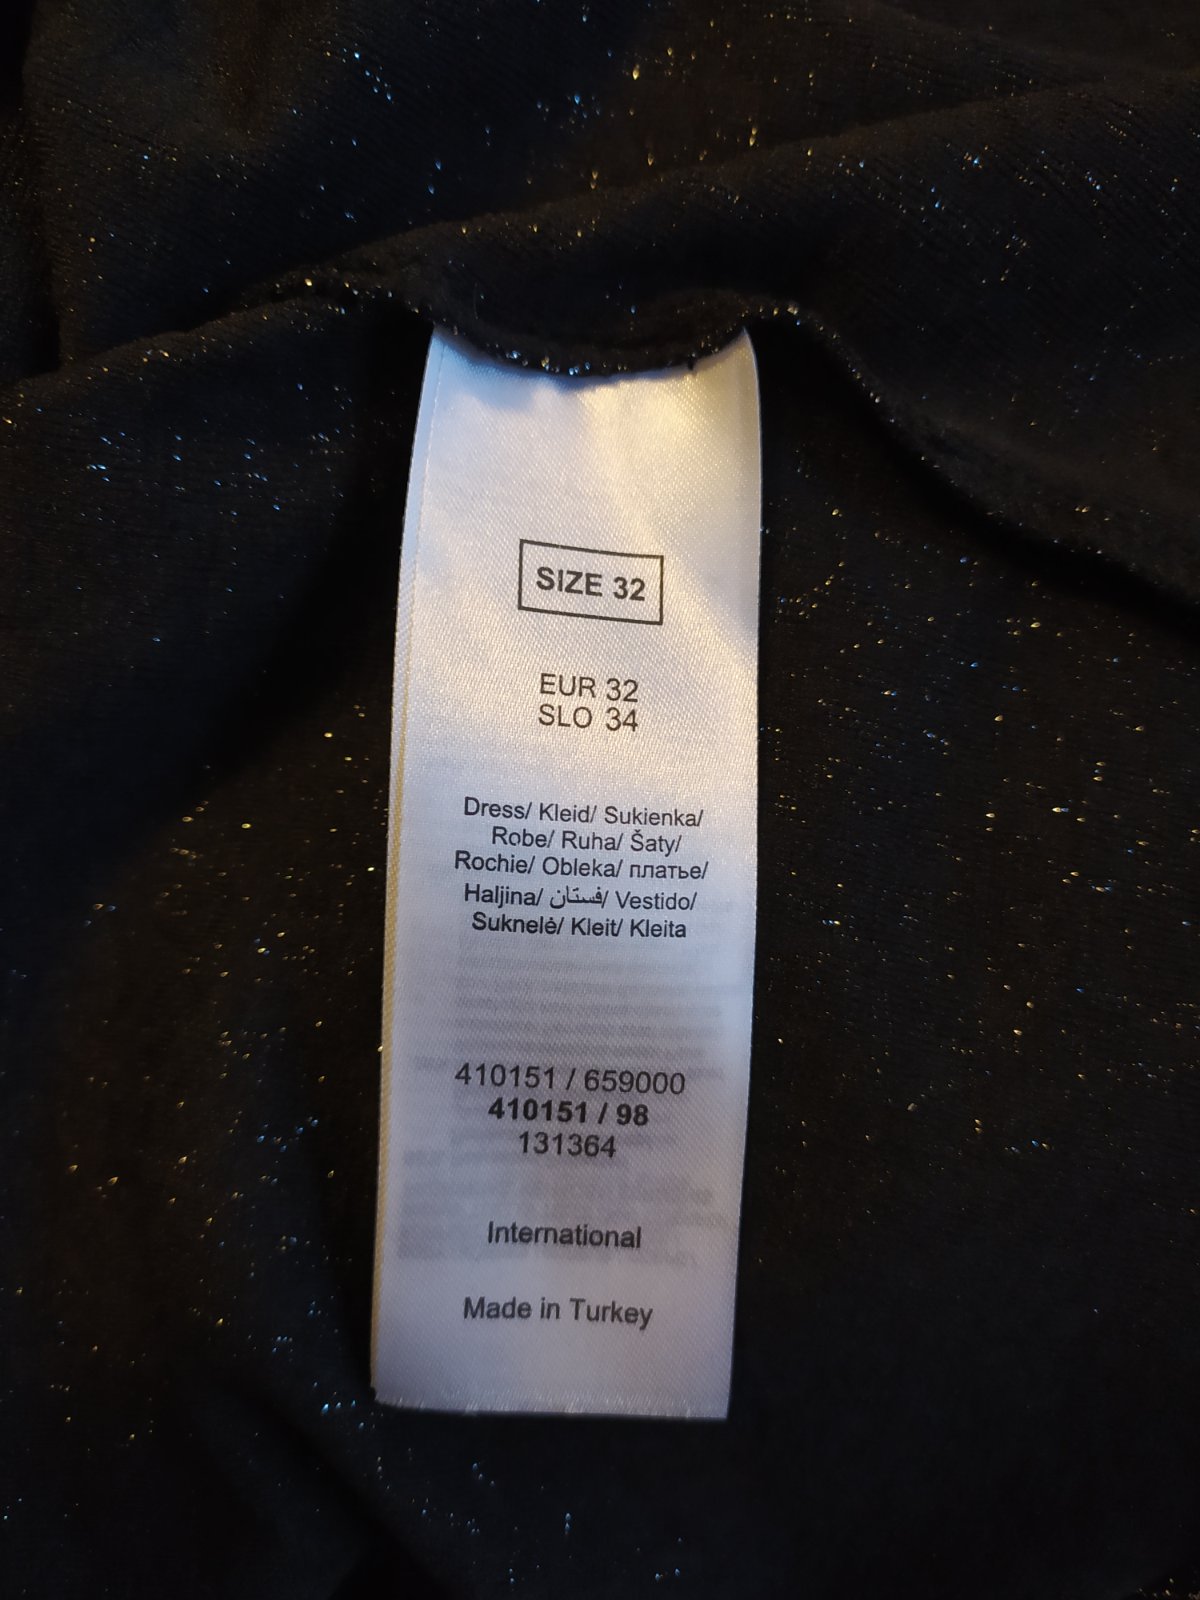 SIZE 32
EUR 32
SLO 34
Dress/ Kleid/ Sukienka/
Robe/ Ruha/ Šaty/
Rochie/ Obleka/ платье/
Haljina/ فستان/ Vestido/
Suknelė/ Kleit/ Kleita
410151 / 659000
410151 / 98
131364
International
Made in Turkey